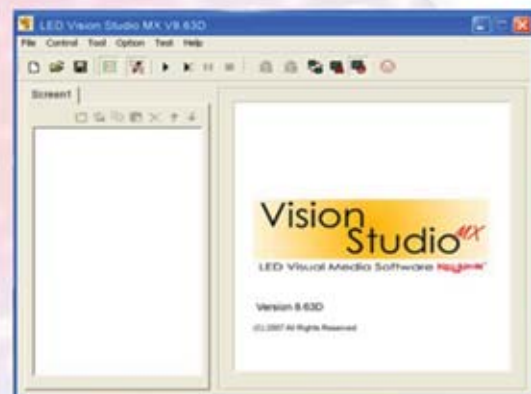 LED Vision Studio MX V8.63D
File Control Tool Option Test Help
Screen1
Vision
Studio MX
LED Visual Media Software
Version 8.63D
(C) 2007 All Rights Reserved